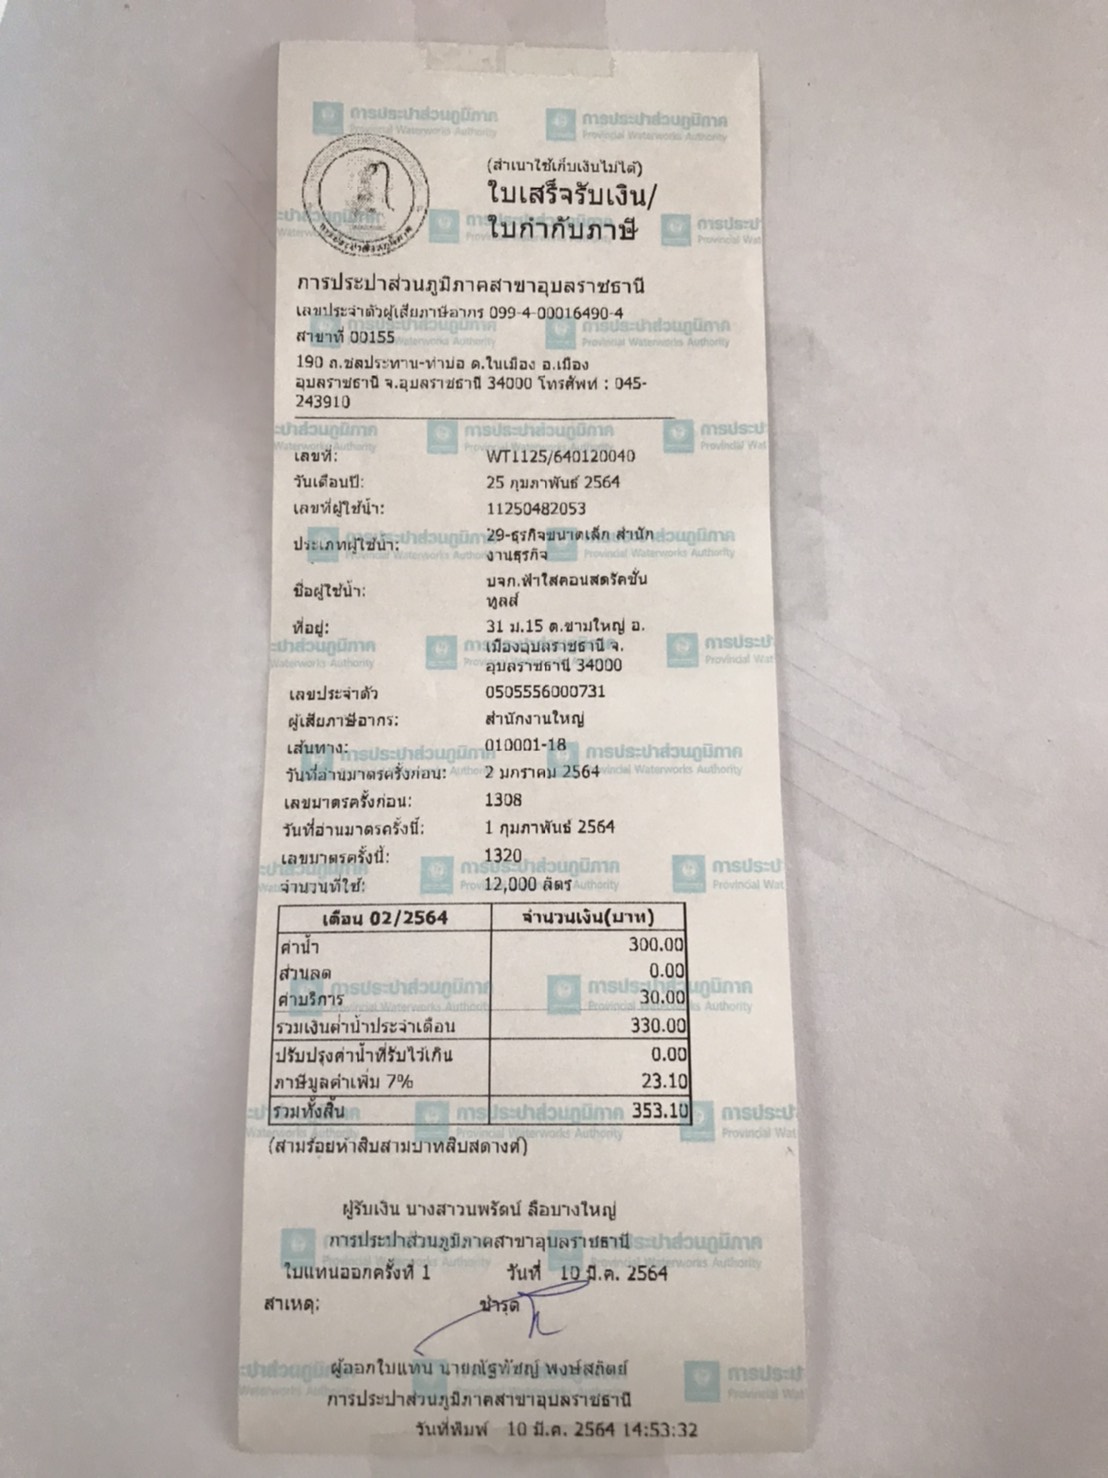 (สำเนาใช้เก็บเงินไม่ได้)
ใบเสร็จรับเงิน/
ใบกำกับภาษี
การประปาส่วนภูมิภาค
การประปาส่วนภูมิภาคสาขาอุบลราชธานี
เลขประจำตัวผู้เสียภาษีอากร 099-4-00016490-4
สาขาที่ 00155
190 ถ.ชลประทาน-ท่าบ่อ ต.ในเมือง อ.เมือง
อุบลราชธานี จ.อุบลราชธานี 34000 โทรศัพท์ : 045-
243910
เลขที่: WT1125/640120040
วันเดือนปี: 25 กุมภาพันธ์ 2564
เลขที่ผู้ใช้น้ำ: 11250482053
ประเภทผู้ใช้น้ำ: 29-ธุรกิจขนาดเล็ก สำนัก
งานธุรกิจ
ชื่อผู้ใช้น้ำ: บจก.ฟ้าใสคอนสตรัคชั่น
ทูลส์
ที่อยู่: 31 ม.15 ต.ขามใหญ่ อ.
เมืองอุบลราชธานี จ.
อุบลราชธานี 34000
เลขประจำตัว 0505556000731
ผู้เสียภาษีอากร: สำนักงานใหญ่
เส้นทาง: 010001-18
วันที่อ่านมาตรครั้งก่อน: 2 มกราคม 2564
เลขมาตรครั้งก่อน: 1308
วันที่อ่านมาตรครั้งนี้: 1 กุมภาพันธ์ 2564
เลขมาตรครั้งนี้: 1320
จำนวนที่ใช้: 12,000 ลิตร
เดือน 02/2564 จำนวนเงิน(บาท)
ค่าน้ำ 300.00
ส่วนลด 0.00
ค่าบริการ 30.00
รวมเงินค่าน้ำประจำเดือน 330.00
ปรับปรุงค่าน้ำที่รับไว้เกิน 0.00
ภาษีมูลค่าเพิ่ม 7% 23.10
รวมทั้งสิ้น 353.10
(สามร้อยห้าสิบสามบาทสิบสตางค์)
ผู้รับเงิน นางสาวนพรัตน์ ลือบางใหญ่
การประปาส่วนภูมิภาคสาขาอุบลราชธานี
ใบแทนออกครั้งที่ 1 วันที่ 10 มี.ค. 2564
สาเหตุ: ชำรุด
ผู้ออกใบแทน นายณัฐทัชญ์ พงษ์สถิตย์
การประปาส่วนภูมิภาคสาขาอุบลราชธานี
วันที่พิมพ์ 10 มี.ค. 2564 14:53:32